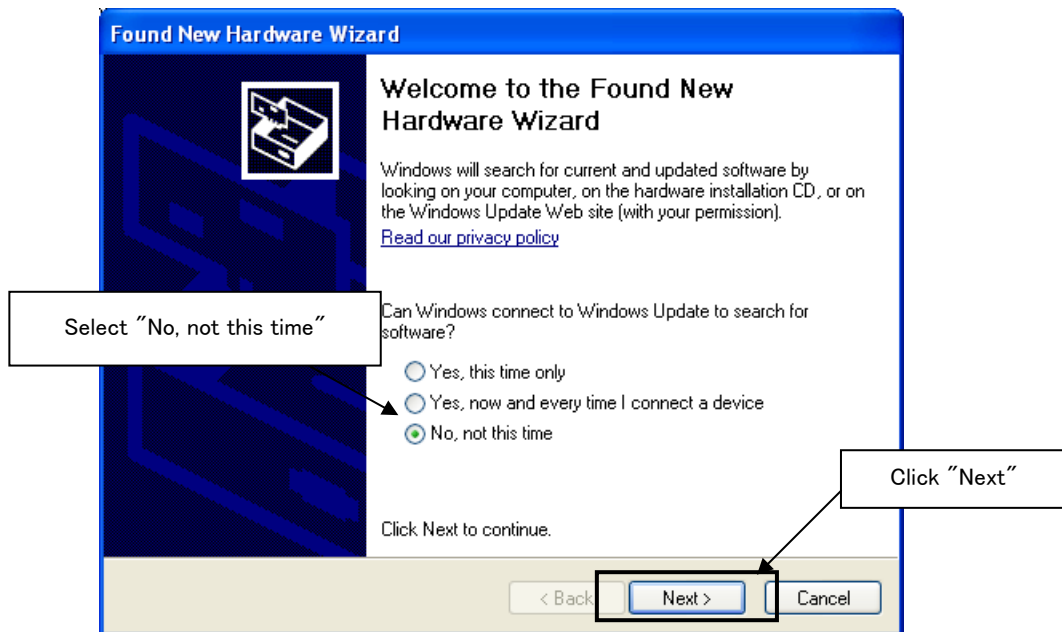 Found New Hardware Wizard
Welcome to the Found New
Hardware Wizard
Windows will search for current and updated software by
looking on your computer, on the hardware installation CD, or on
the Windows Update Web site (with your permission).
Read our privacy policy
Select "No, not this time"
Can Windows connect to Windows Update to search for
software?
Yes, this time only
Yes, now and every time I connect a device
No, not this time
Click "Next"
Click Next to continue.
< Back
Next >
Cancel